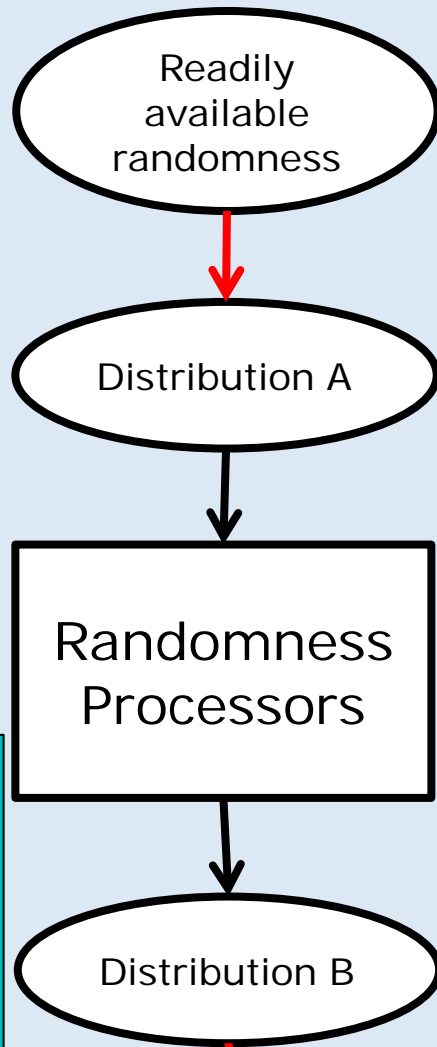 Readily
available
randomness
Distribution A
Randomness
Processors
Distribution B